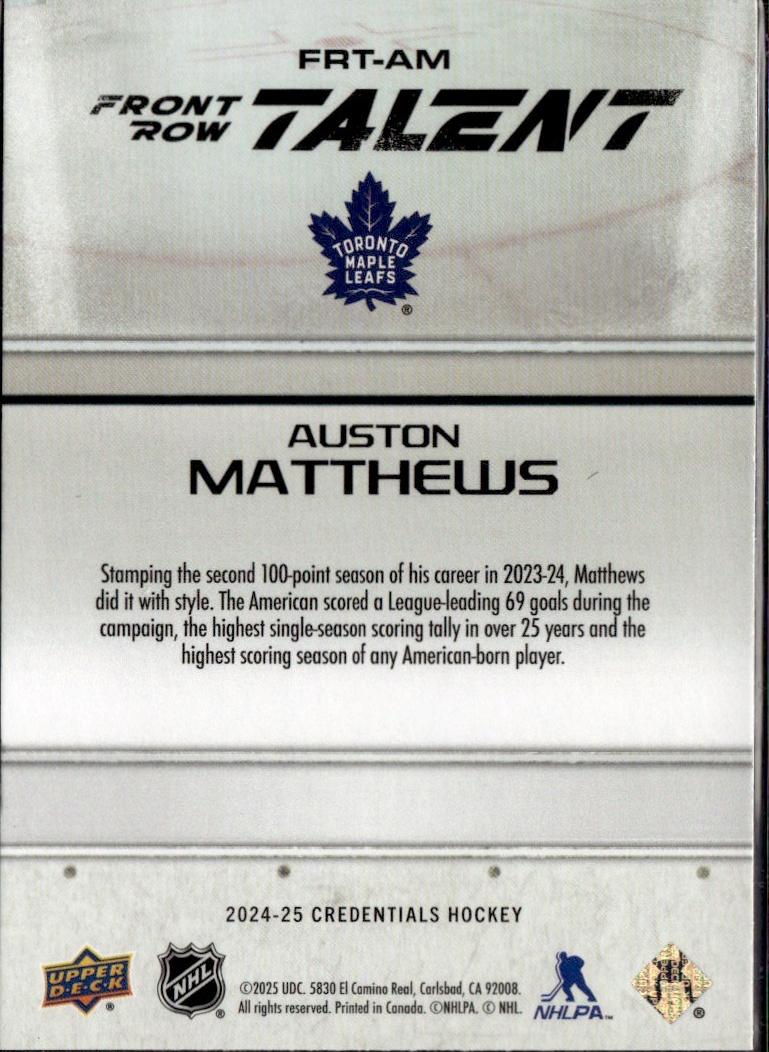 FRT-AM
FRONT
ROW
TALENT
TORONTO
MAPLE
LEAFS
®
AUSTON
MATTHEWS
Stamping the second 100-point season of his career in 2023-24, Matthews
did it with style. The American scored a League-leading 69 goals during the
campaign, the highest single-season scoring tally in over 25 years and the
highest scoring season of any American-born player.
2024-25 CREDENTIALS HOCKEY
UPPER
D·E·C·K
®
NHL
®
©2025 UDC. 5830 El Camino Real, Carlsbad, CA 92008.
All rights reserved. Printed in Canada. ©NHLPA. © NHL.
NHLPA™
®